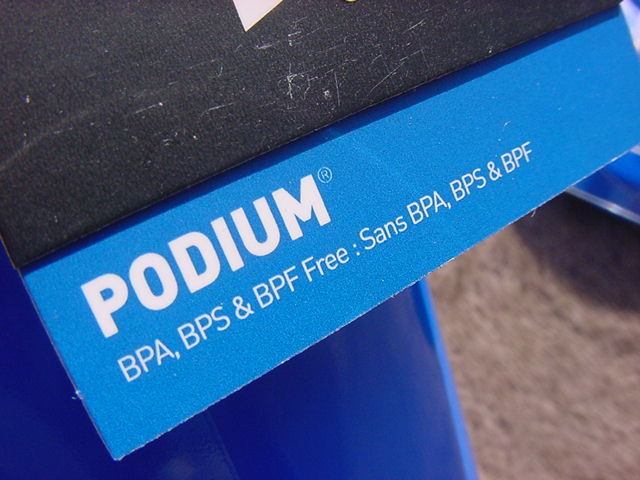 PODIUM®
BPA, BPS & BPF Free : Sans BPA, BPS & BPF